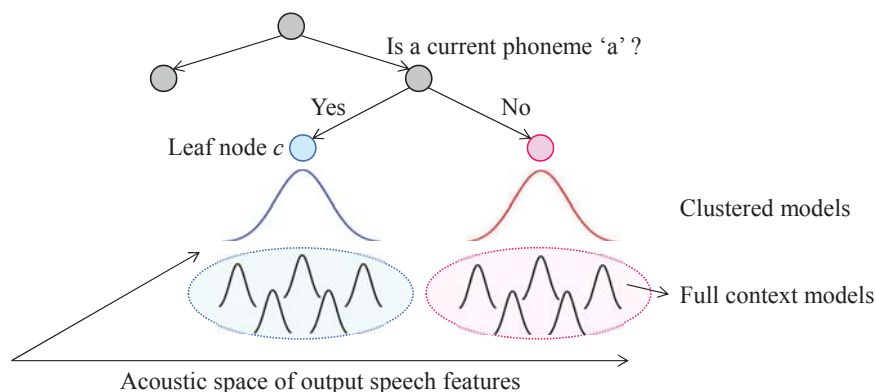 Is a current phoneme ‘a’ ?
Yes
No
Leaf node c
Clustered models
Full context models
Acoustic space of output speech features